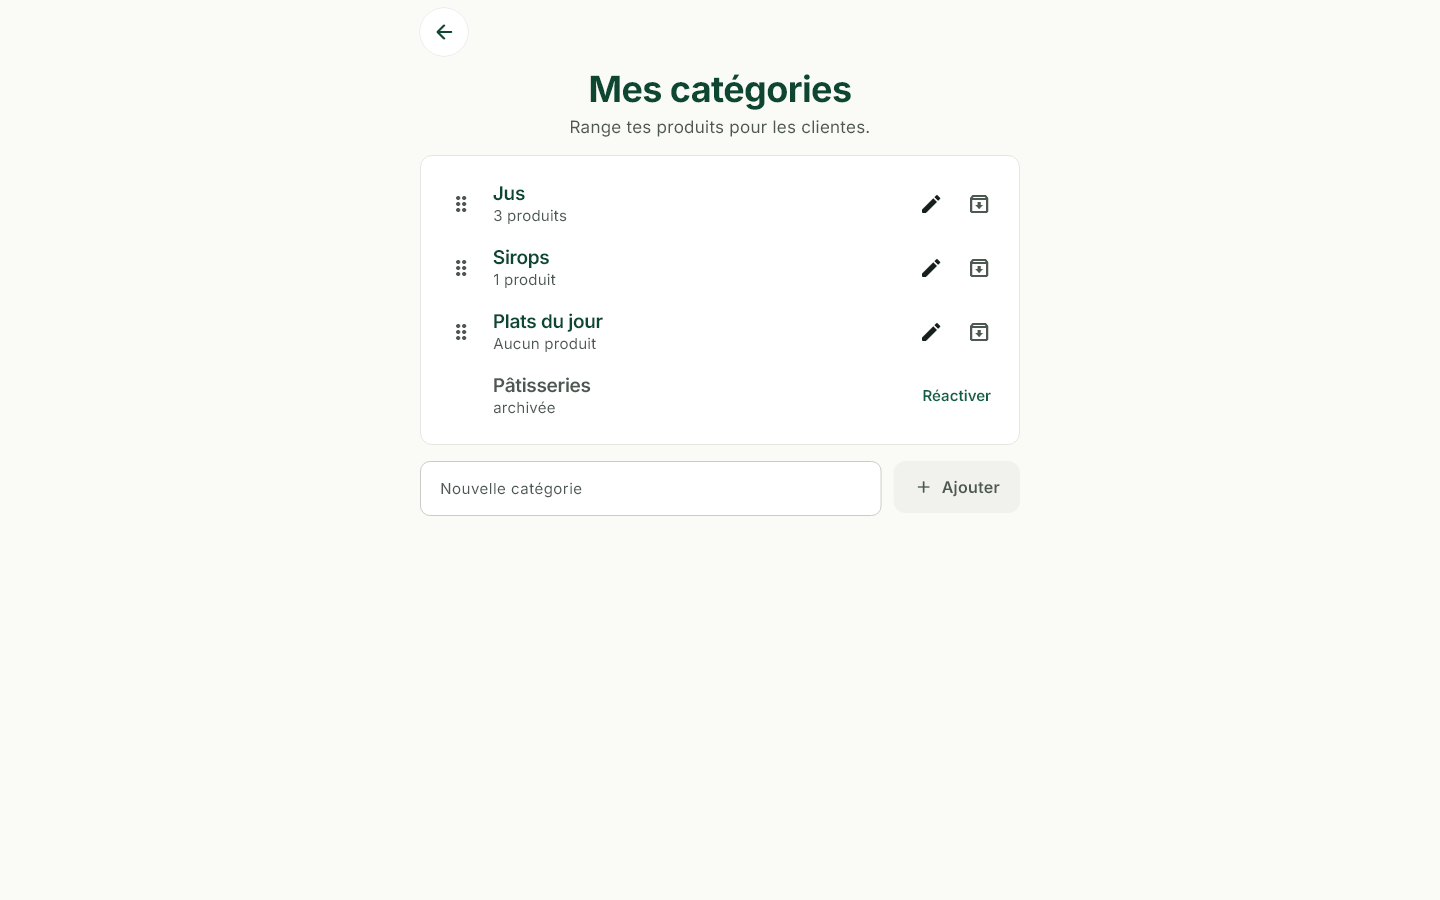 Mes catégories
Range tes produits pour les clientes.
Jus
3 produits
Sirops
1 produit
Plats du jour
Aucun produit
Pâtisseries
archivée
Réactiver
Nouvelle catégorie
Ajouter